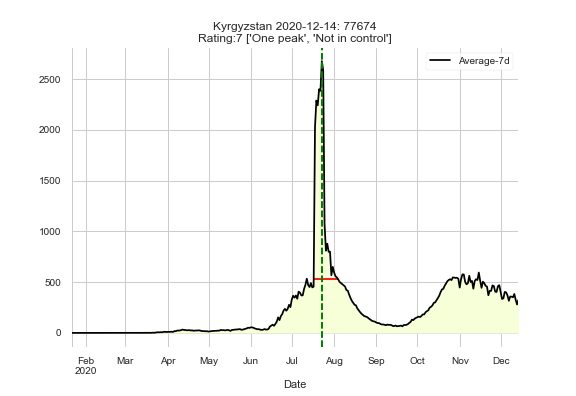 Kyrgyzstan 2020-12-14: 77674
Rating:7 ['One peak', 'Not in control']
Average-7d
2500
2000
1500
1000
500
0
Feb Mar Apr May Jun Jul Aug Sep Oct Nov Dec
2020
Date